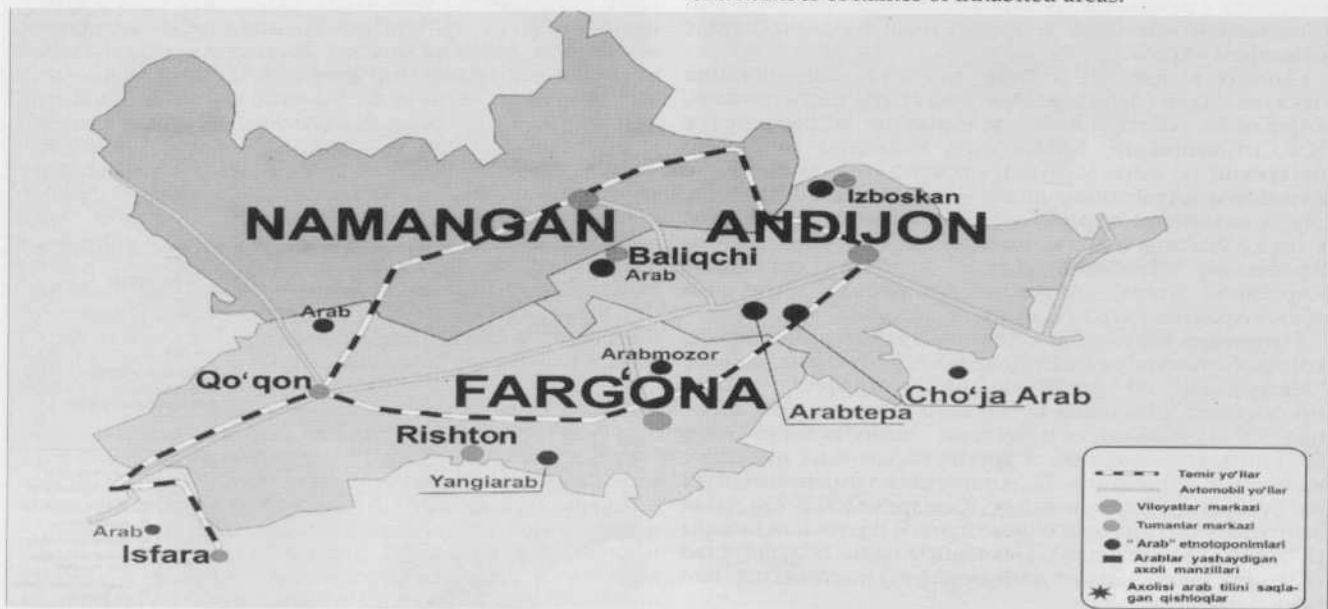 NAMANGAN
ANDIJON
Izboskan
Baliqchi
Arab
Arab
Arabmozor
Qo‘qon
FARG‘ONA
Cho‘ja Arab
Arabtepa
Rishton
Yangiarab
Arab
Isfara
Temir yo‘llar
Avtomobil yo‘llar
Viloyatlar markazi
Tumanlar markazi
“Arab” etnotoponimlari
Arablar yashaydigan
axoli manzillari
Axolisi arab tilini saqla-
gan qishloqlar